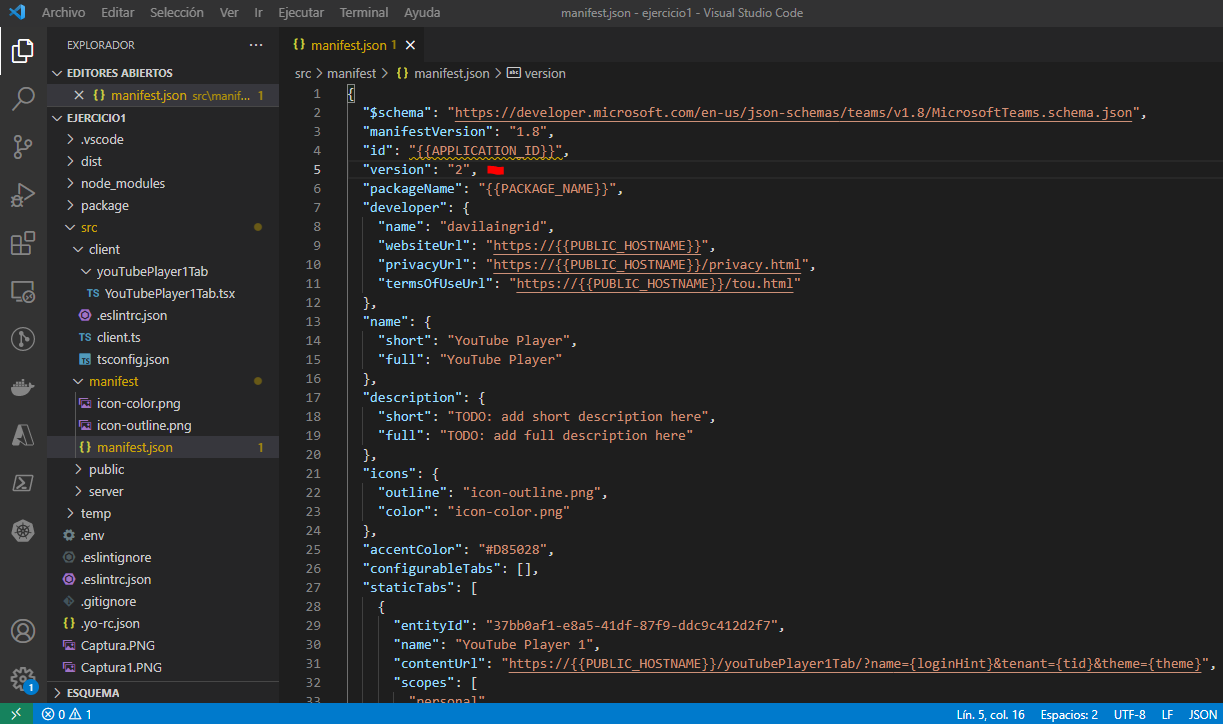 Archivo Editar Selección Ver Ir Ejecutar Terminal Ayuda manifest.json - ejercicio1 - Visual Studio Code
EXPLORADOR ···
EDITORES ABIERTOS
{} manifest.json src\manif... 1
EJERCICIO1
.vscode
dist
node_modules
package
src
client
youTubePlayer1Tab
TS YouTubePlayer1Tab.tsx
.eslintrc.json
TS client.ts
tsconfig.json
manifest
icon-color.png
icon-outline.png
{} manifest.json 1
public
server
temp
.env
.eslintignore
.eslintrc.json
.gitignore
{} .yo-rc.json
Captura.PNG
Captura1.PNG
ESQUEMA
1
{} manifest.json 1
src > manifest > {} manifest.json > abc version
1 {
2 "$schema": "https://developer.microsoft.com/en-us/json-schemas/teams/v1.8/MicrosoftTeams.schema.json",
3 "manifestVersion": "1.8",
4 "id": "{{APPLICATION_ID}}",
5 "version": "2",
6 "packageName": "{{PACKAGE_NAME}}",
7 "developer": {
8 "name": "davilaingrid",
9 "websiteUrl": "https://{{PUBLIC_HOSTNAME}}",
10 "privacyUrl": "https://{{PUBLIC_HOSTNAME}}/privacy.html",
11 "termsOfUseUrl": "https://{{PUBLIC_HOSTNAME}}/tou.html"
12 },
13 "name": {
14 "short": "YouTube Player",
15 "full": "YouTube Player"
16 },
17 "description": {
18 "short": "TODO: add short description here",
19 "full": "TODO: add full description here"
20 },
21 "icons": {
22 "outline": "icon-outline.png",
23 "color": "icon-color.png"
24 },
25 "accentColor": "#D85028",
26 "configurableTabs": [],
27 "staticTabs": [
28 {
29 "entityId": "37bb0af1-e8a5-41df-87f9-ddc9c412d2f7",
30 "name": "YouTube Player 1",
31 "contentUrl": "https://{{PUBLIC_HOSTNAME}}/youTubePlayer1Tab/?name={loginHint}&tenant={tid}&theme={theme}",
32 "scopes": [
33 "personal"
0 1 Lín. 5, col. 16 Espacios: 2 UTF-8 LF JSON